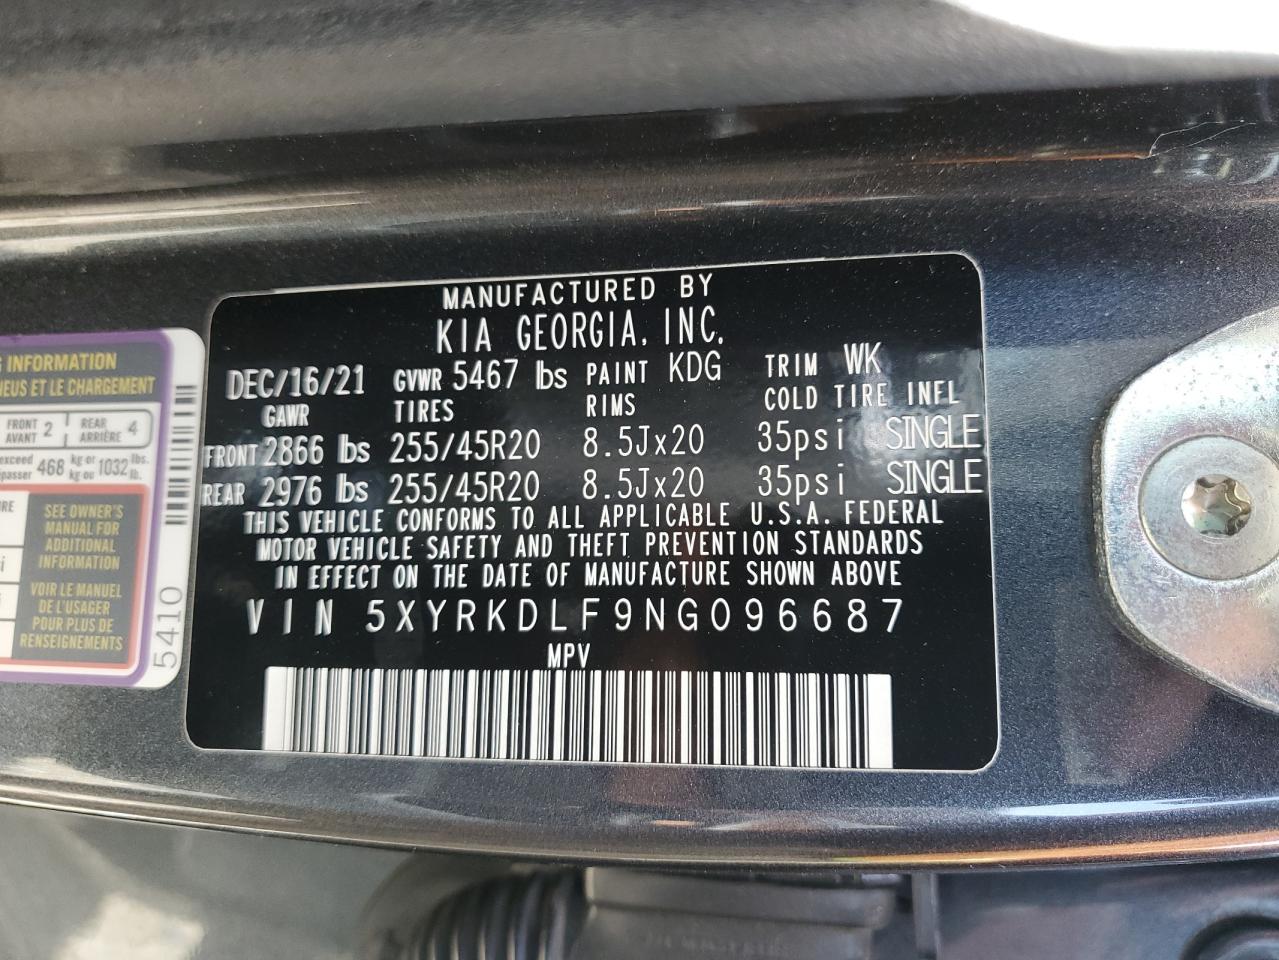 MANUFACTURED BY
KIA GEORGIA, INC.
DEC/16/21 GVWR 5467 lbs PAINT KDG TRIM WK
GAWR TIRES RIMS COLD TIRE INFL
FRONT 2866 lbs 255/45R20 8.5Jx20 35psi SINGLE
REAR 2976 lbs 255/45R20 8.5Jx20 35psi SINGLE
THIS VEHICLE CONFORMS TO ALL APPLICABLE U.S.A. FEDERAL
MOTOR VEHICLE SAFETY AND THEFT PREVENTION STANDARDS
IN EFFECT ON THE DATE OF MANUFACTURE SHOWN ABOVE
VIN 5XYRKDLF9NG096687
MPV
INFORMATION
NEUS ET LE CHARGEMENT
FRONT AVANT 2 REAR ARRIÈRE 4
exceed 468 kg or 1032 lbs.
kg ou lb.
SEE OWNER'S
MANUAL FOR
ADDITIONAL
INFORMATION
VOIR LE MANUEL
DE L'USAGER
POUR PLUS DE
RENSEIGNEMENTS
5410